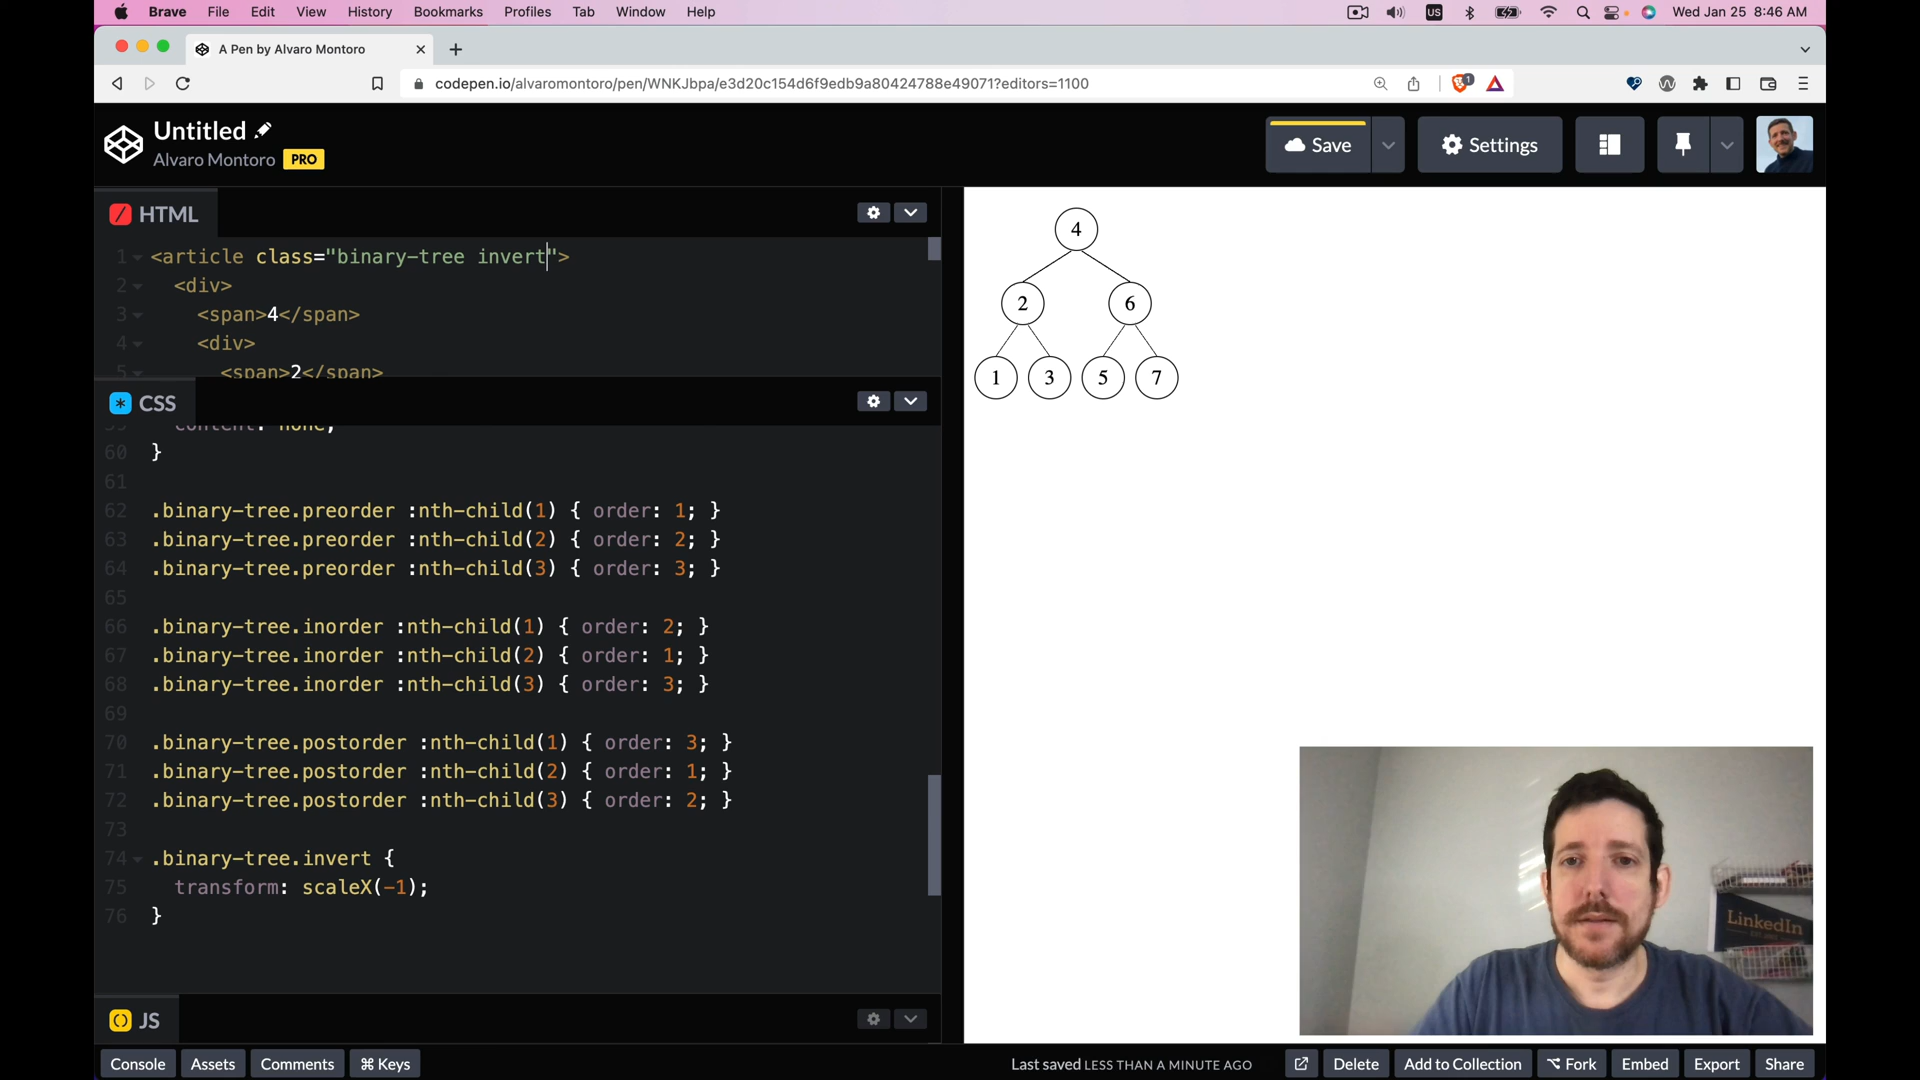 Brave File Edit View History Bookmarks Profiles Tab Window Help US Wed Jan 25 8:46 AM
A Pen by Alvaro Montoro
codepen.io/alvaromontoro/pen/WNKJbpa/e3d20c154d6f9edb9a80424788e49071?editors=1100 1
Untitled
Alvaro Montoro PRO
Save Settings
HTML
1 <article class="binary-tree invert">
2 <div>
3 <span>4</span>
4 <div>
5 <span>2</span>
CSS
59 content: none;
60 }
61
62 .binary-tree.preorder :nth-child(1) { order: 1; }
63 .binary-tree.preorder :nth-child(2) { order: 2; }
64 .binary-tree.preorder :nth-child(3) { order: 3; }
65
66 .binary-tree.inorder :nth-child(1) { order: 2; }
67 .binary-tree.inorder :nth-child(2) { order: 1; }
68 .binary-tree.inorder :nth-child(3) { order: 3; }
69
70 .binary-tree.postorder :nth-child(1) { order: 3; }
71 .binary-tree.postorder :nth-child(2) { order: 1; }
72 .binary-tree.postorder :nth-child(3) { order: 2; }
73
74 .binary-tree.invert {
75 transform: scaleX(-1);
76 }
JS
4
2 6
1 3 5 7
LinkedIn
Console Assets Comments ⌘ Keys Last saved LESS THAN A MINUTE AGO Delete Add to Collection Fork Embed Export Share